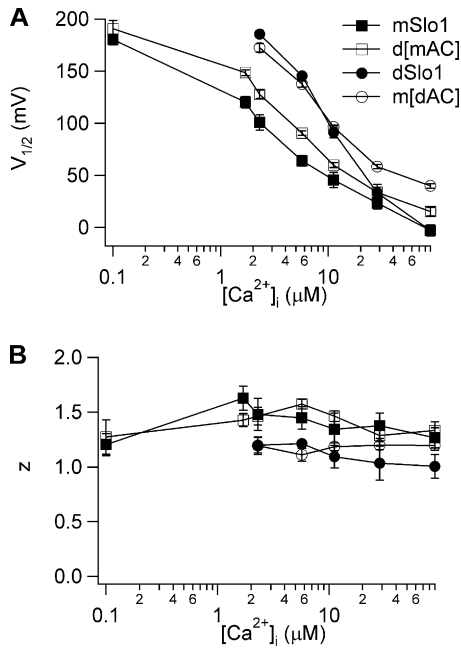 A
200
150
100
50
0
V1/2 (mV)
mSlo1
d[mAC]
dSlo1
m[dAC]
0.1 2 4 6 1 2 4 6 10 2 4 6
[Ca2+]i (μM)
B
2.0
1.5
1.0
0.5
0.0
z
0.1 2 4 6 1 2 4 6 10 2 4 6
[Ca2+]i (μM)